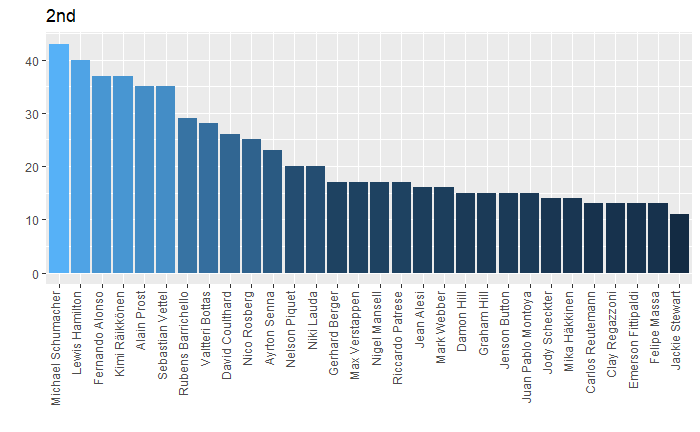 2nd
40
30
20
10
0
Michael Schumacher
Lewis Hamilton
Fernando Alonso
Kimi Räikkönen
Alain Prost
Sebastian Vettel
Rubens Barrichello
Valtteri Bottas
David Coulthard
Nico Rosberg
Ayrton Senna
Nelson Piquet
Niki Lauda
Gerhard Berger
Max Verstappen
Nigel Mansell
Riccardo Patrese
Jean Alesi
Mark Webber
Damon Hill
Graham Hill
Jenson Button
Juan Pablo Montoya
Jody Scheckter
Mika Häkkinen
Carlos Reutemann
Clay Regazzoni
Emerson Fittipaldi
Felipe Massa
Jackie Stewart